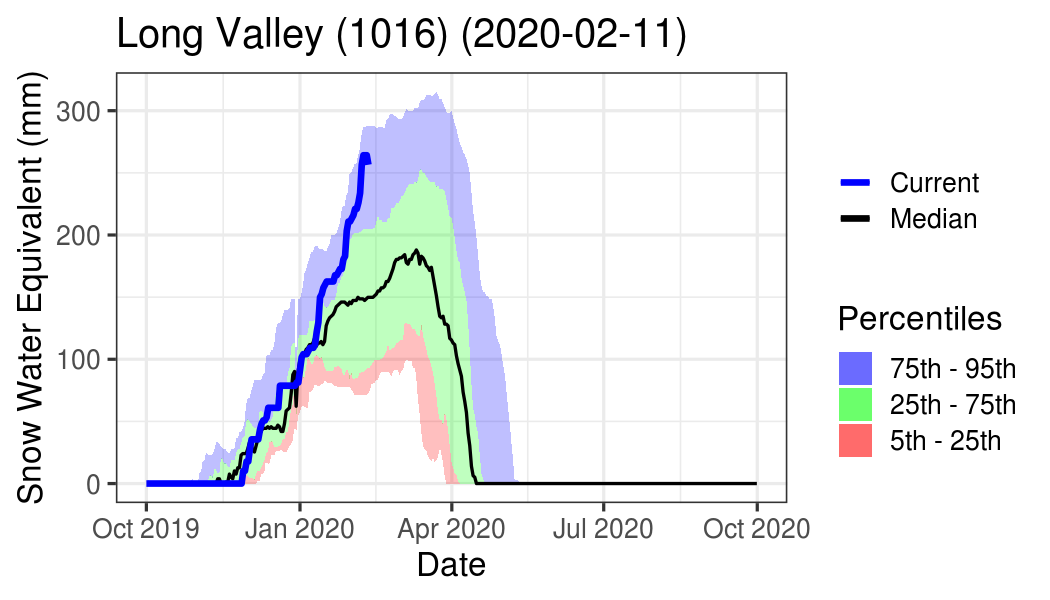 Long Valley (1016) (2020-02-11)
Snow Water Equivalent (mm)
300
200
100
0
Oct 2019 Jan 2020 Apr 2020 Jul 2020 Oct 2020
Date
Current
Median
Percentiles
75th - 95th
25th - 75th
5th - 25th